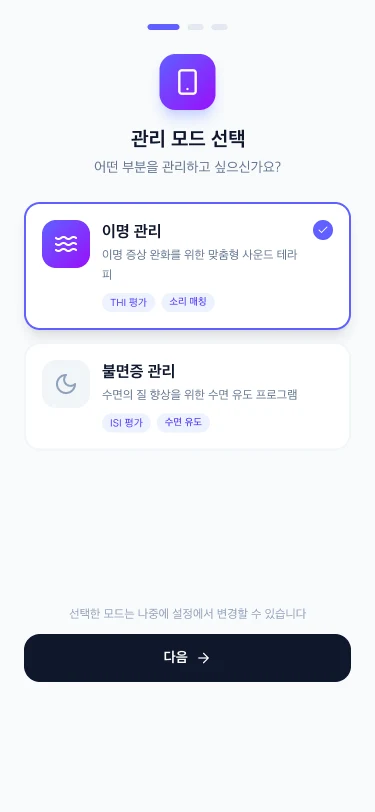 관리 모드 선택
어떤 부분을 관리하고 싶으신가요?
이명 관리
이명 증상 완화를 위한 맞춤형 사운드 테라
피
THI 평가 소리 매칭
불면증 관리
수면의 질 향상을 위한 수면 유도 프로그램
ISI 평가 수면 유도
선택한 모드는 나중에 설정에서 변경할 수 있습니다
다음 →